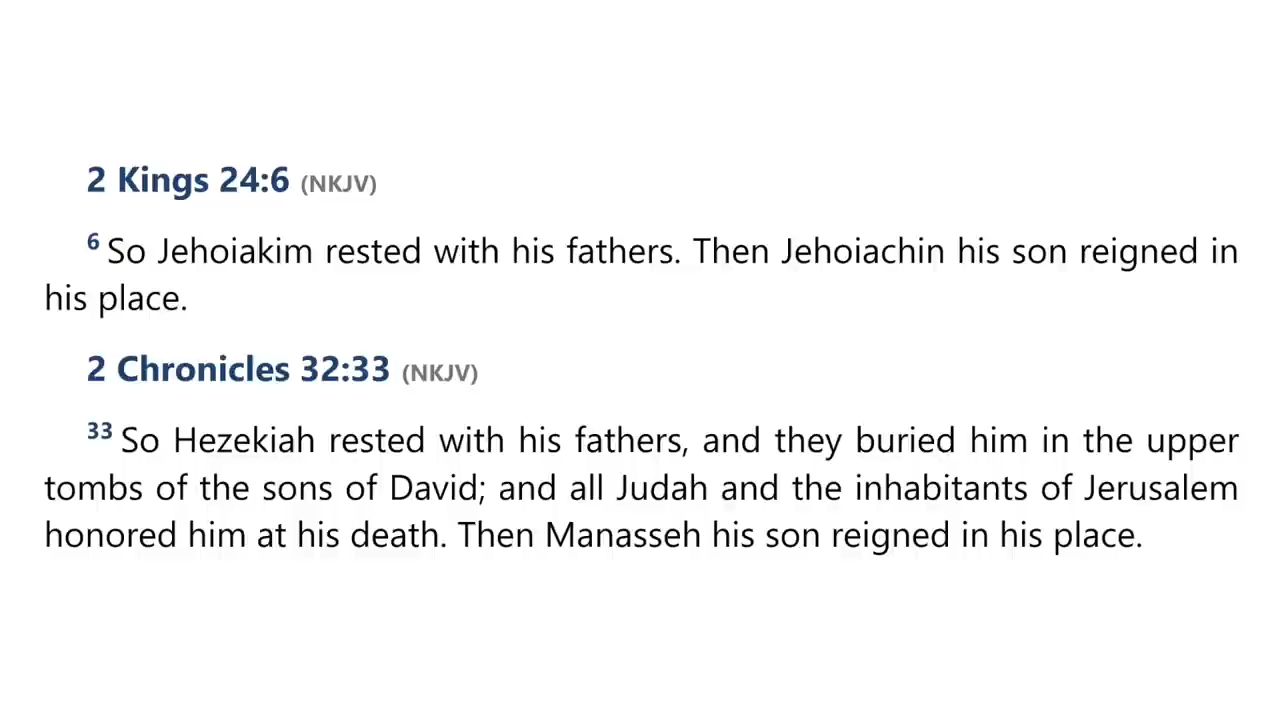 2 Kings 24:6 (NKJV)
6 So Jehoiakim rested with his fathers. Then Jehoiachin his son reigned in
his place.
2 Chronicles 32:33 (NKJV)
33 So Hezekiah rested with his fathers, and they buried him in the upper
tombs of the sons of David; and all Judah and the inhabitants of Jerusalem
honored him at his death. Then Manasseh his son reigned in his place.